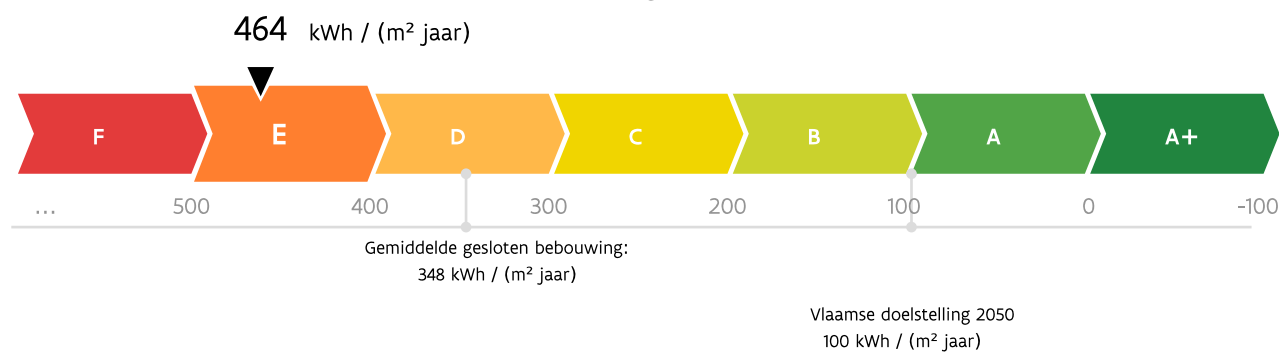 464 kWh / (m² jaar)
F E D C B A A+
... 500 400 300 200 100 0 -100
Gemiddelde gesloten bebouwing:
348 kWh / (m² jaar)
Vlaamse doelstelling 2050
100 kWh / (m² jaar)